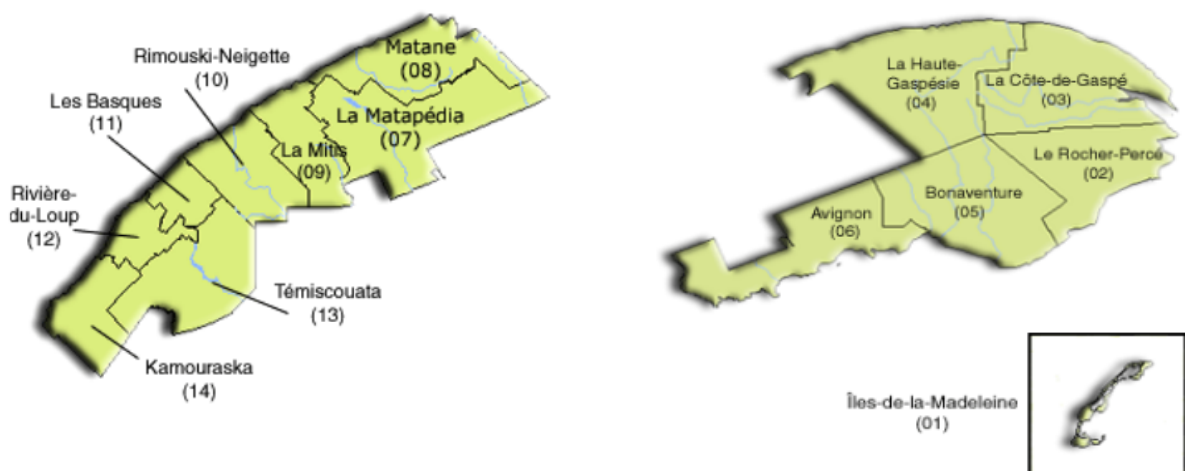 Matane
(08)
Rimouski-Neigette
(10)
Les Basques
(11)
La Matapédia
(07)
La Mitis
(09)
Rivière-
du-Loup
(12)
Témiscouata
(13)
Kamouraska
(14)
La Haute-
Gaspésie
(04)
La Côte-de-Gaspé
(03)
Le Rocher-Percé
(02)
Bonaventure
(05)
Avignon
(06)
Îles-de-la-Madeleine
(01)